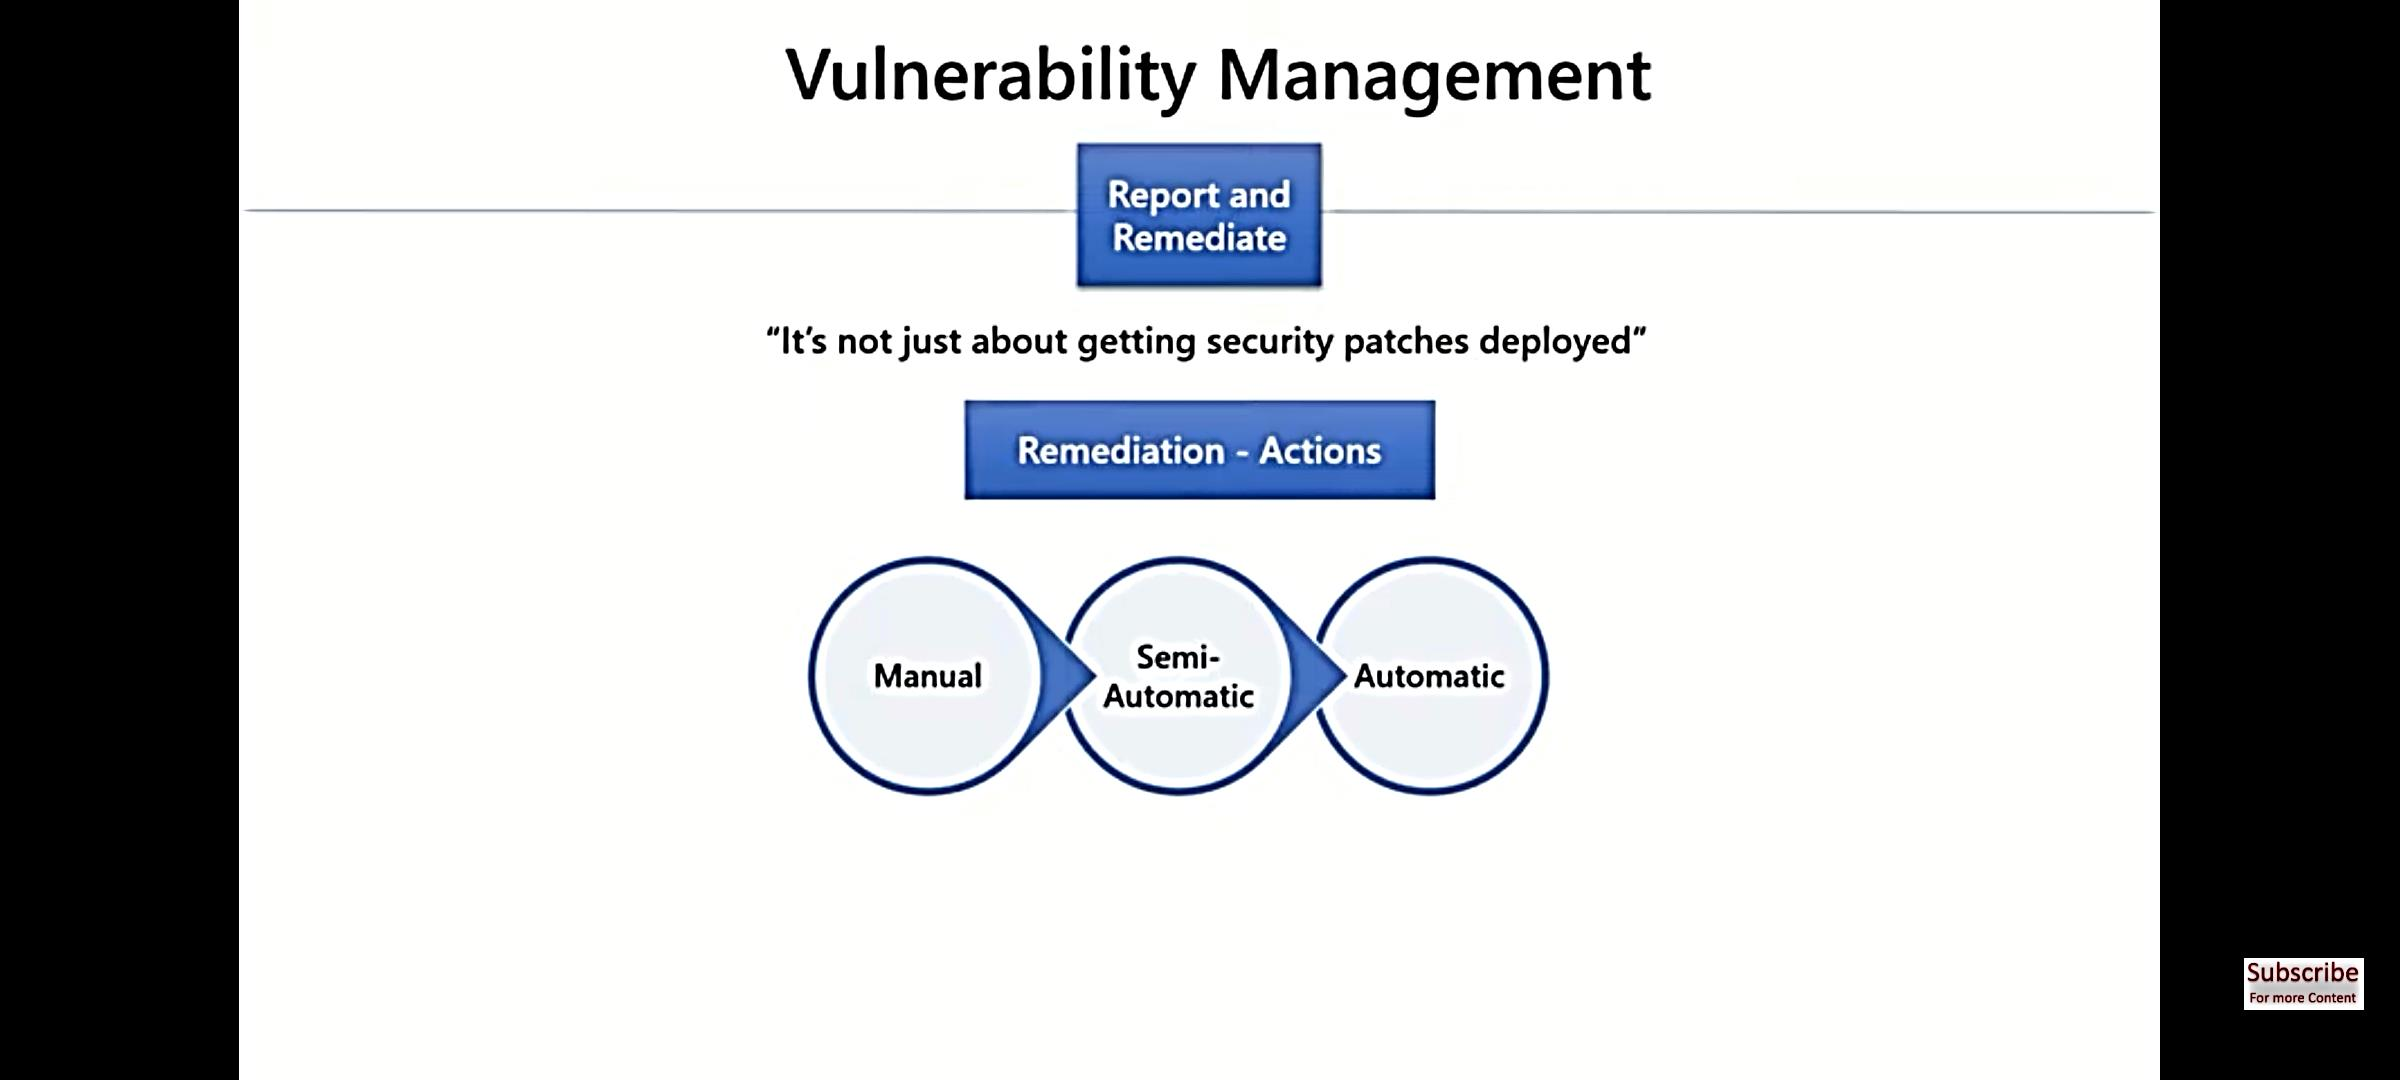 Vulnerability Management
Report and
Remediate
“It’s not just about getting security patches deployed”
Remediation - Actions
Manual
Semi-
Automatic
Automatic
Subscribe
For more Content